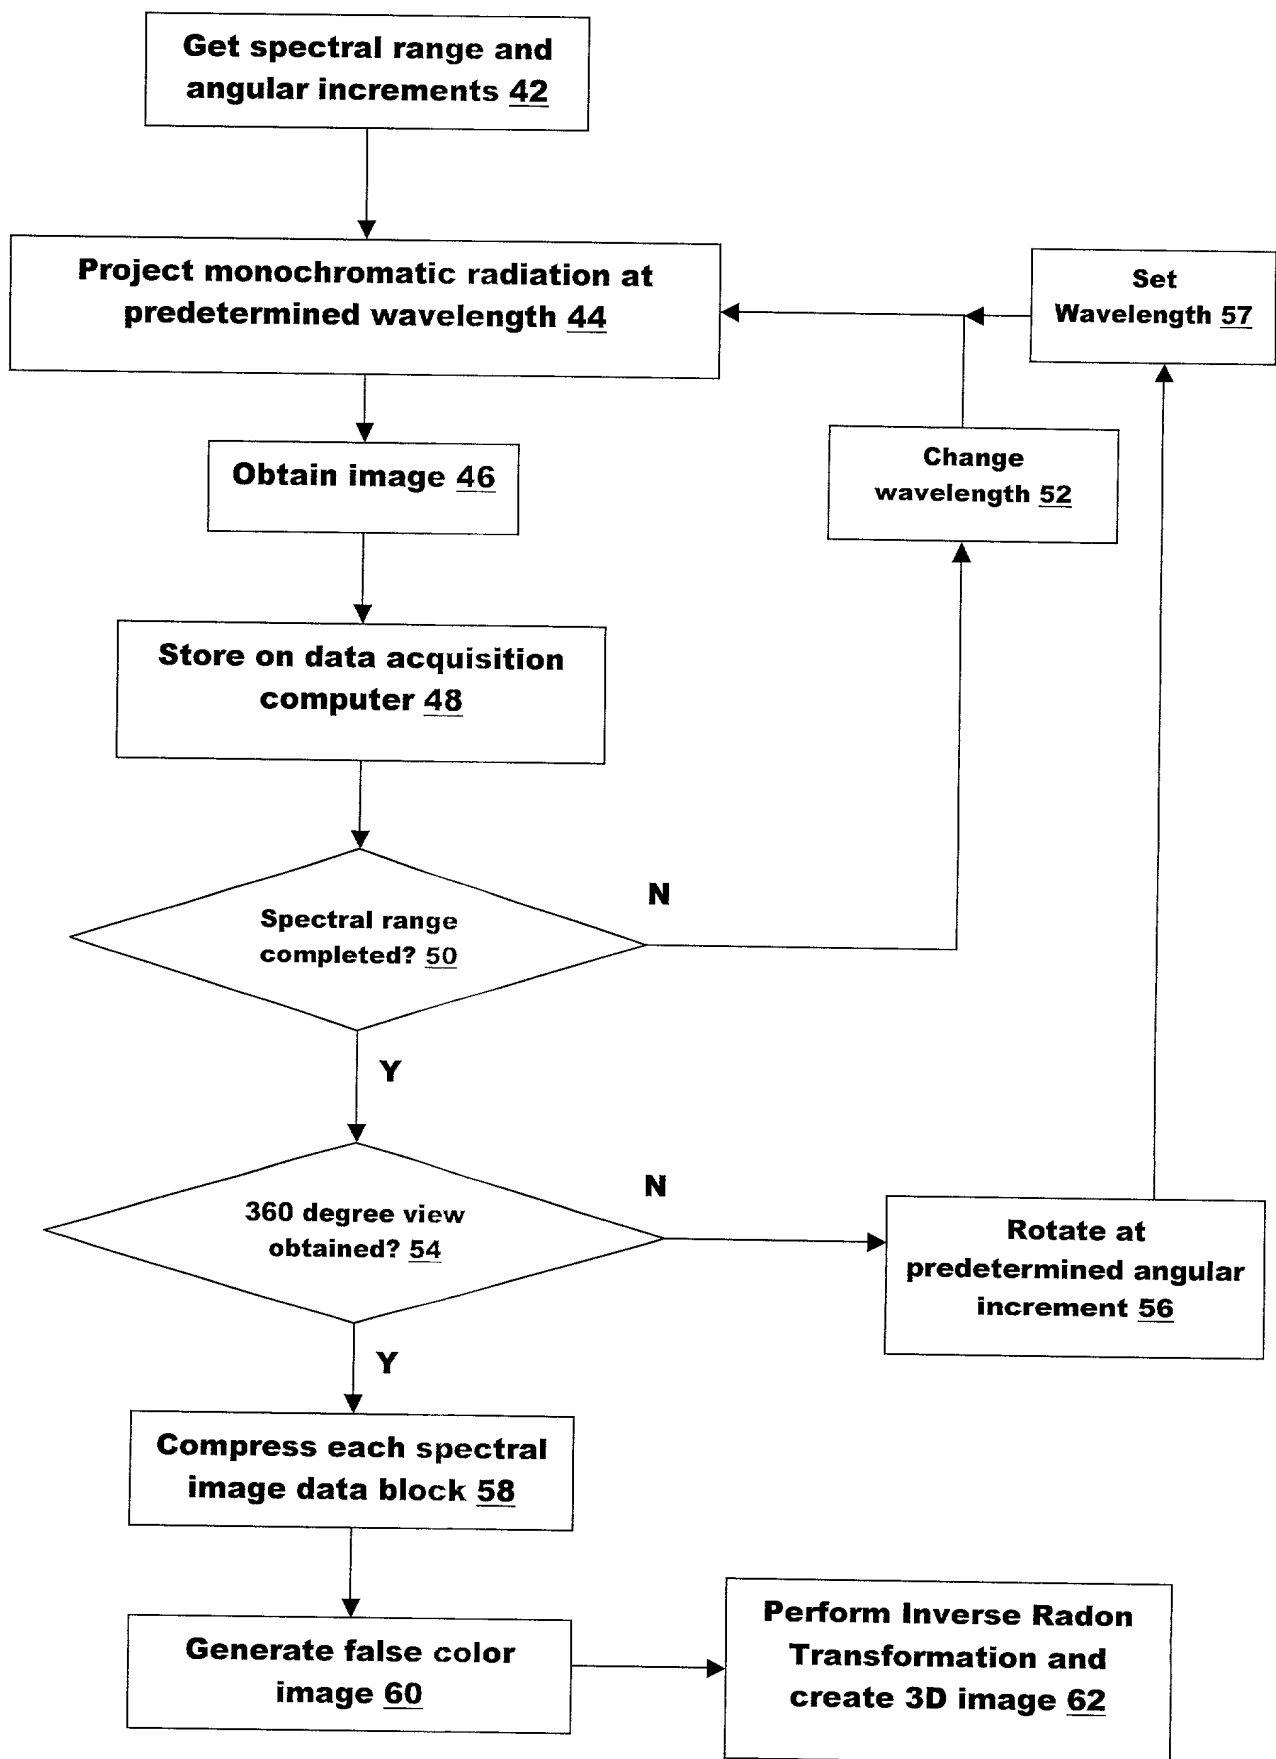 Get spectral range and
angular increments 42
Project monochromatic radiation at
predetermined wavelength 44
Set
Wavelength 57
Obtain image 46
Change
wavelength 52
Store on data acquisition
computer 48
N
Spectral range
completed? 50
Y
N
360 degree view
obtained? 54
Rotate at
predetermined angular
increment 56
Y
Compress each spectral
image data block 58
Generate false color
image 60
Perform Inverse Radon
Transformation and
create 3D image 62